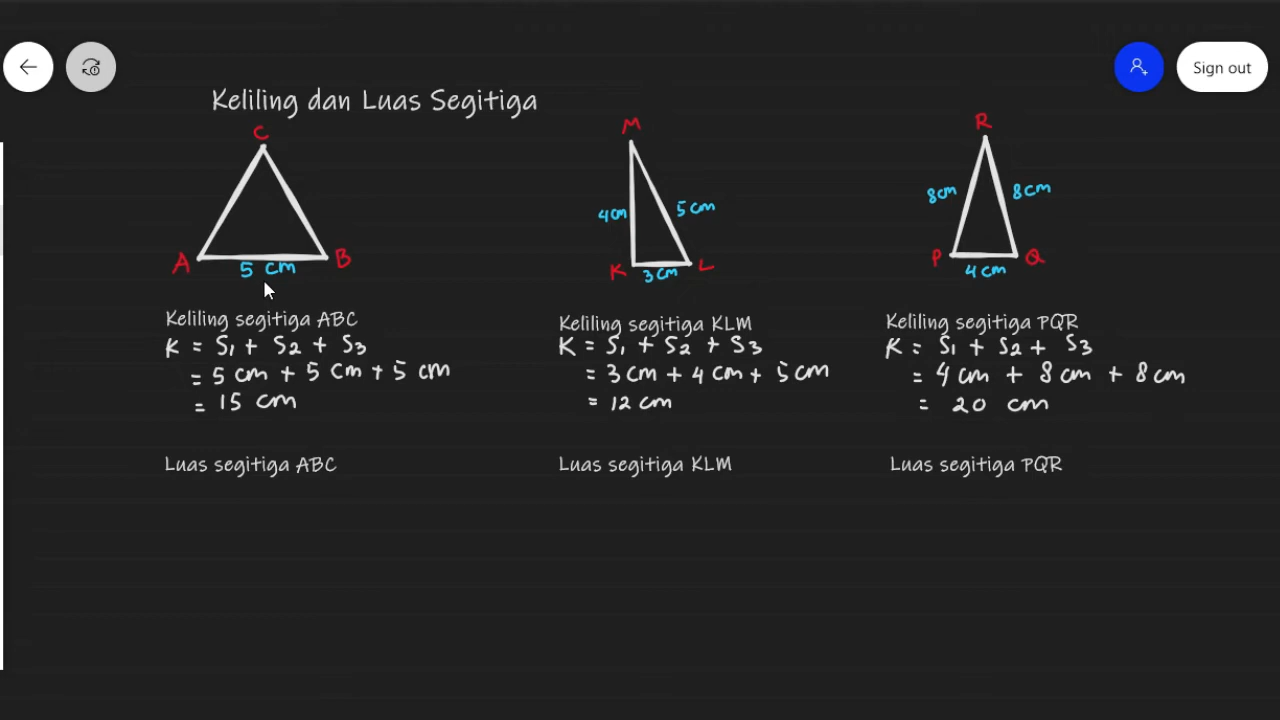 Sign out
Keliling dan Luas Segitiga
C
A
B
5 cm
M
4cm
5 cm
K
L
3 cm
R
8cm
8cm
P
Q
4 cm
Keliling segitiga ABC
K = S1 + S2 + S3
= 5 cm + 5 cm + 5 cm
= 15 cm
Luas segitiga ABC
Keliling segitiga KLM
K = S1 + S2 + S3
= 3 cm + 4 cm + 5 cm
= 12 cm
Luas segitiga KLM
Keliling segitiga PQR
K = S1 + S2 + S3
= 4 cm + 8 cm + 8 cm
= 20 cm
Luas segitiga PQR